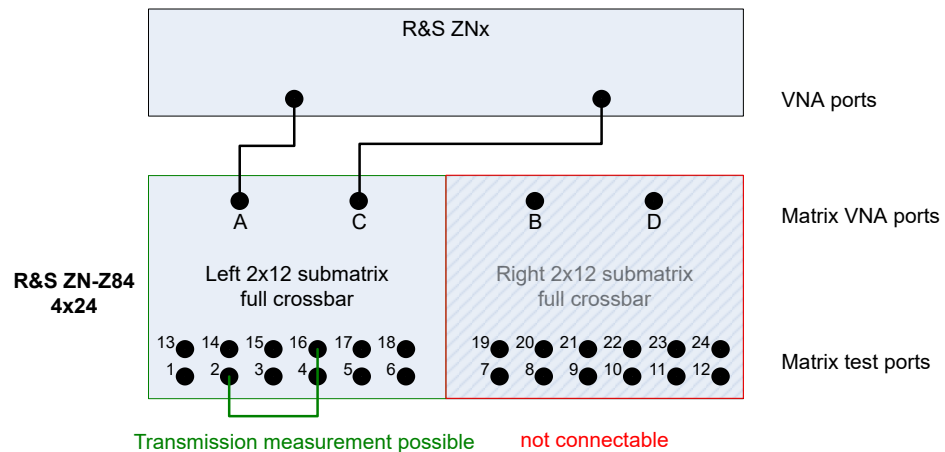 R&S ZNx
VNA ports
A C B D
Matrix VNA ports
Left 2x12 submatrix
full crossbar
Right 2x12 submatrix
full crossbar
R&S ZN-Z84
4x24
13 14 15 16 17 18 19 20 21 22 23 24
1 2 3 4 5 6 7 8 9 10 11 12
Matrix test ports
Transmission measurement possible
not connectable